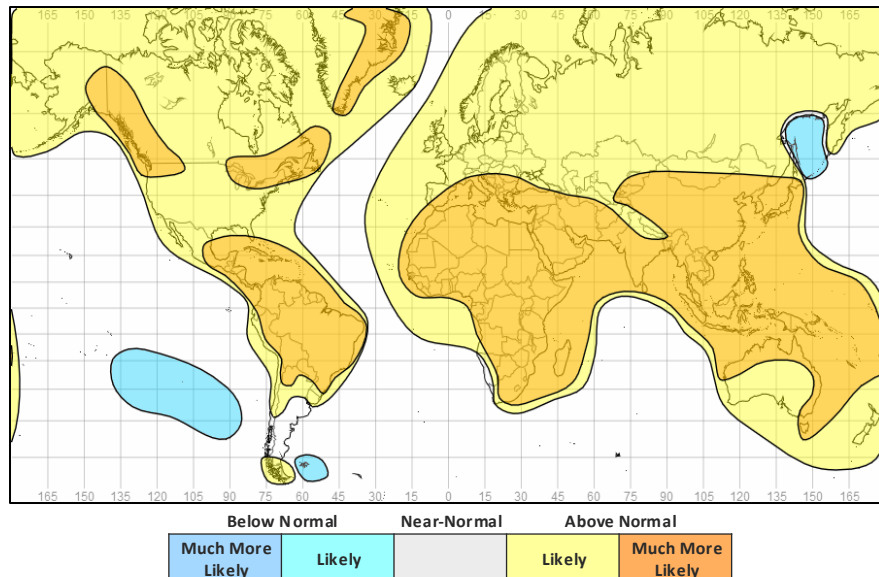 165 135 105 90 75 60 45 30 0 15 30 45 60 75 90 105 120 135 150 165
165 150 135 120 105 90 75 60 45 30 15 0 15 30 45 60 75 90 105 120 135 150 165
Below Normal Near-Normal Above Normal
Much More Likely Likely Likely Much More Likely